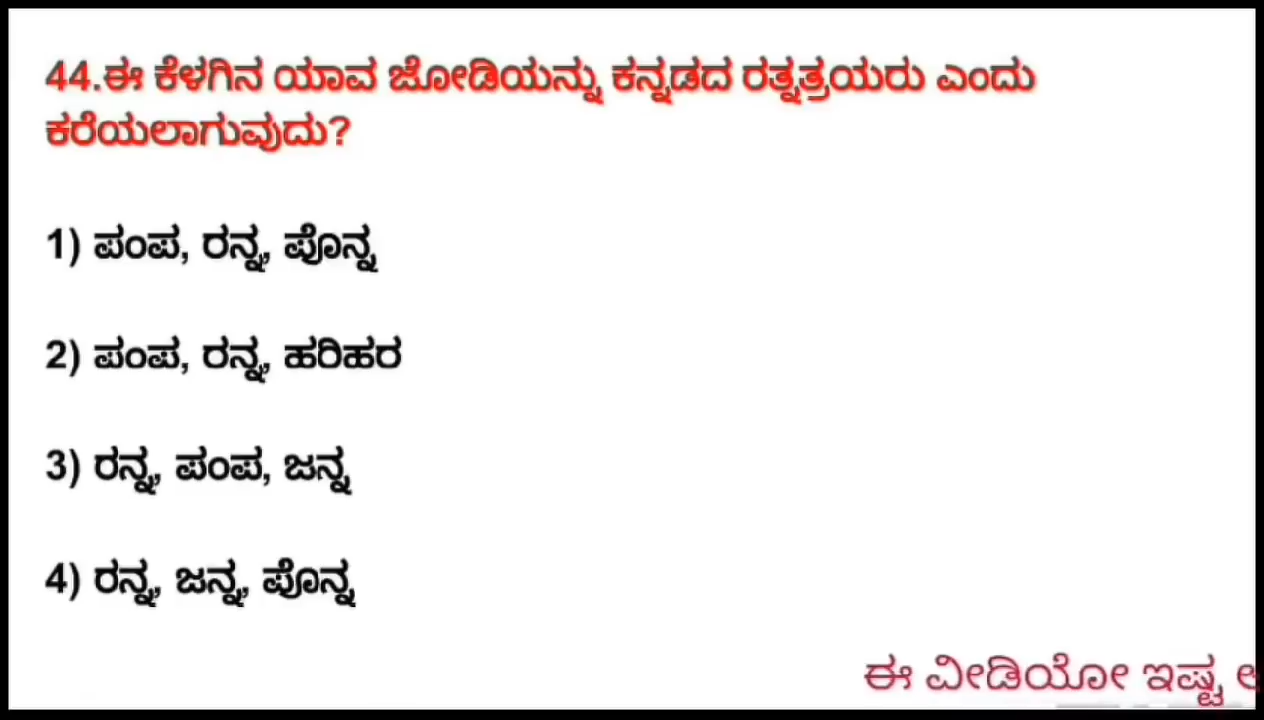 44.ಈ ಕೆಳಗಿನ ಯಾವ ಜೋಡಿಯನ್ನು ಕನ್ನಡದ ರತ್ನತ್ರಯರು ಎಂದು
ಕರೆಯಲಾಗುವುದು?
1) ಪಂಪ, ರನ್ನ, ಪೊನ್ನ
2) ಪಂಪ, ರನ್ನ, ಹರಿಹರ
3) ರನ್ನ, ಪಂಪ, ಜನ್ನ
4) ರನ್ನ, ಜನ್ನ, ಪೊನ್ನ
ಈ ವೀಡಿಯೋ ಇಷ್ಟ